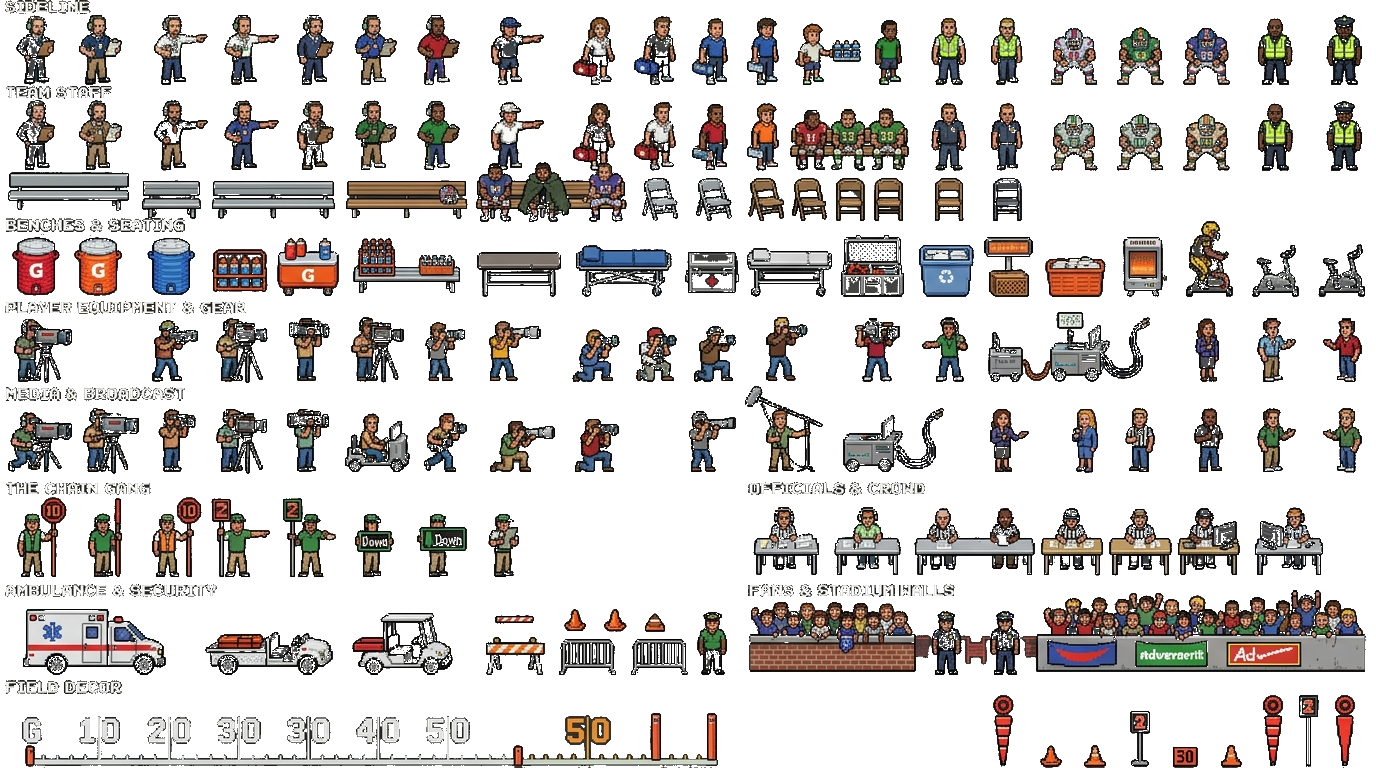 SIDELINE
TEAM STAFF
BENCHES & SEATING
G G G
PLAYER EQUIPMENT & GEAR
MEDIA & BROADCAST
THE CHAIN GANG
OFFICIALS & CROWD
10 10 2 2
Down Down
AMBULANCE & SECURITY
FANS & STADIUM WALLS
Advernertk Ad
FIELD DECOR
G 10 20 30 30 40 50 50
2 2
30